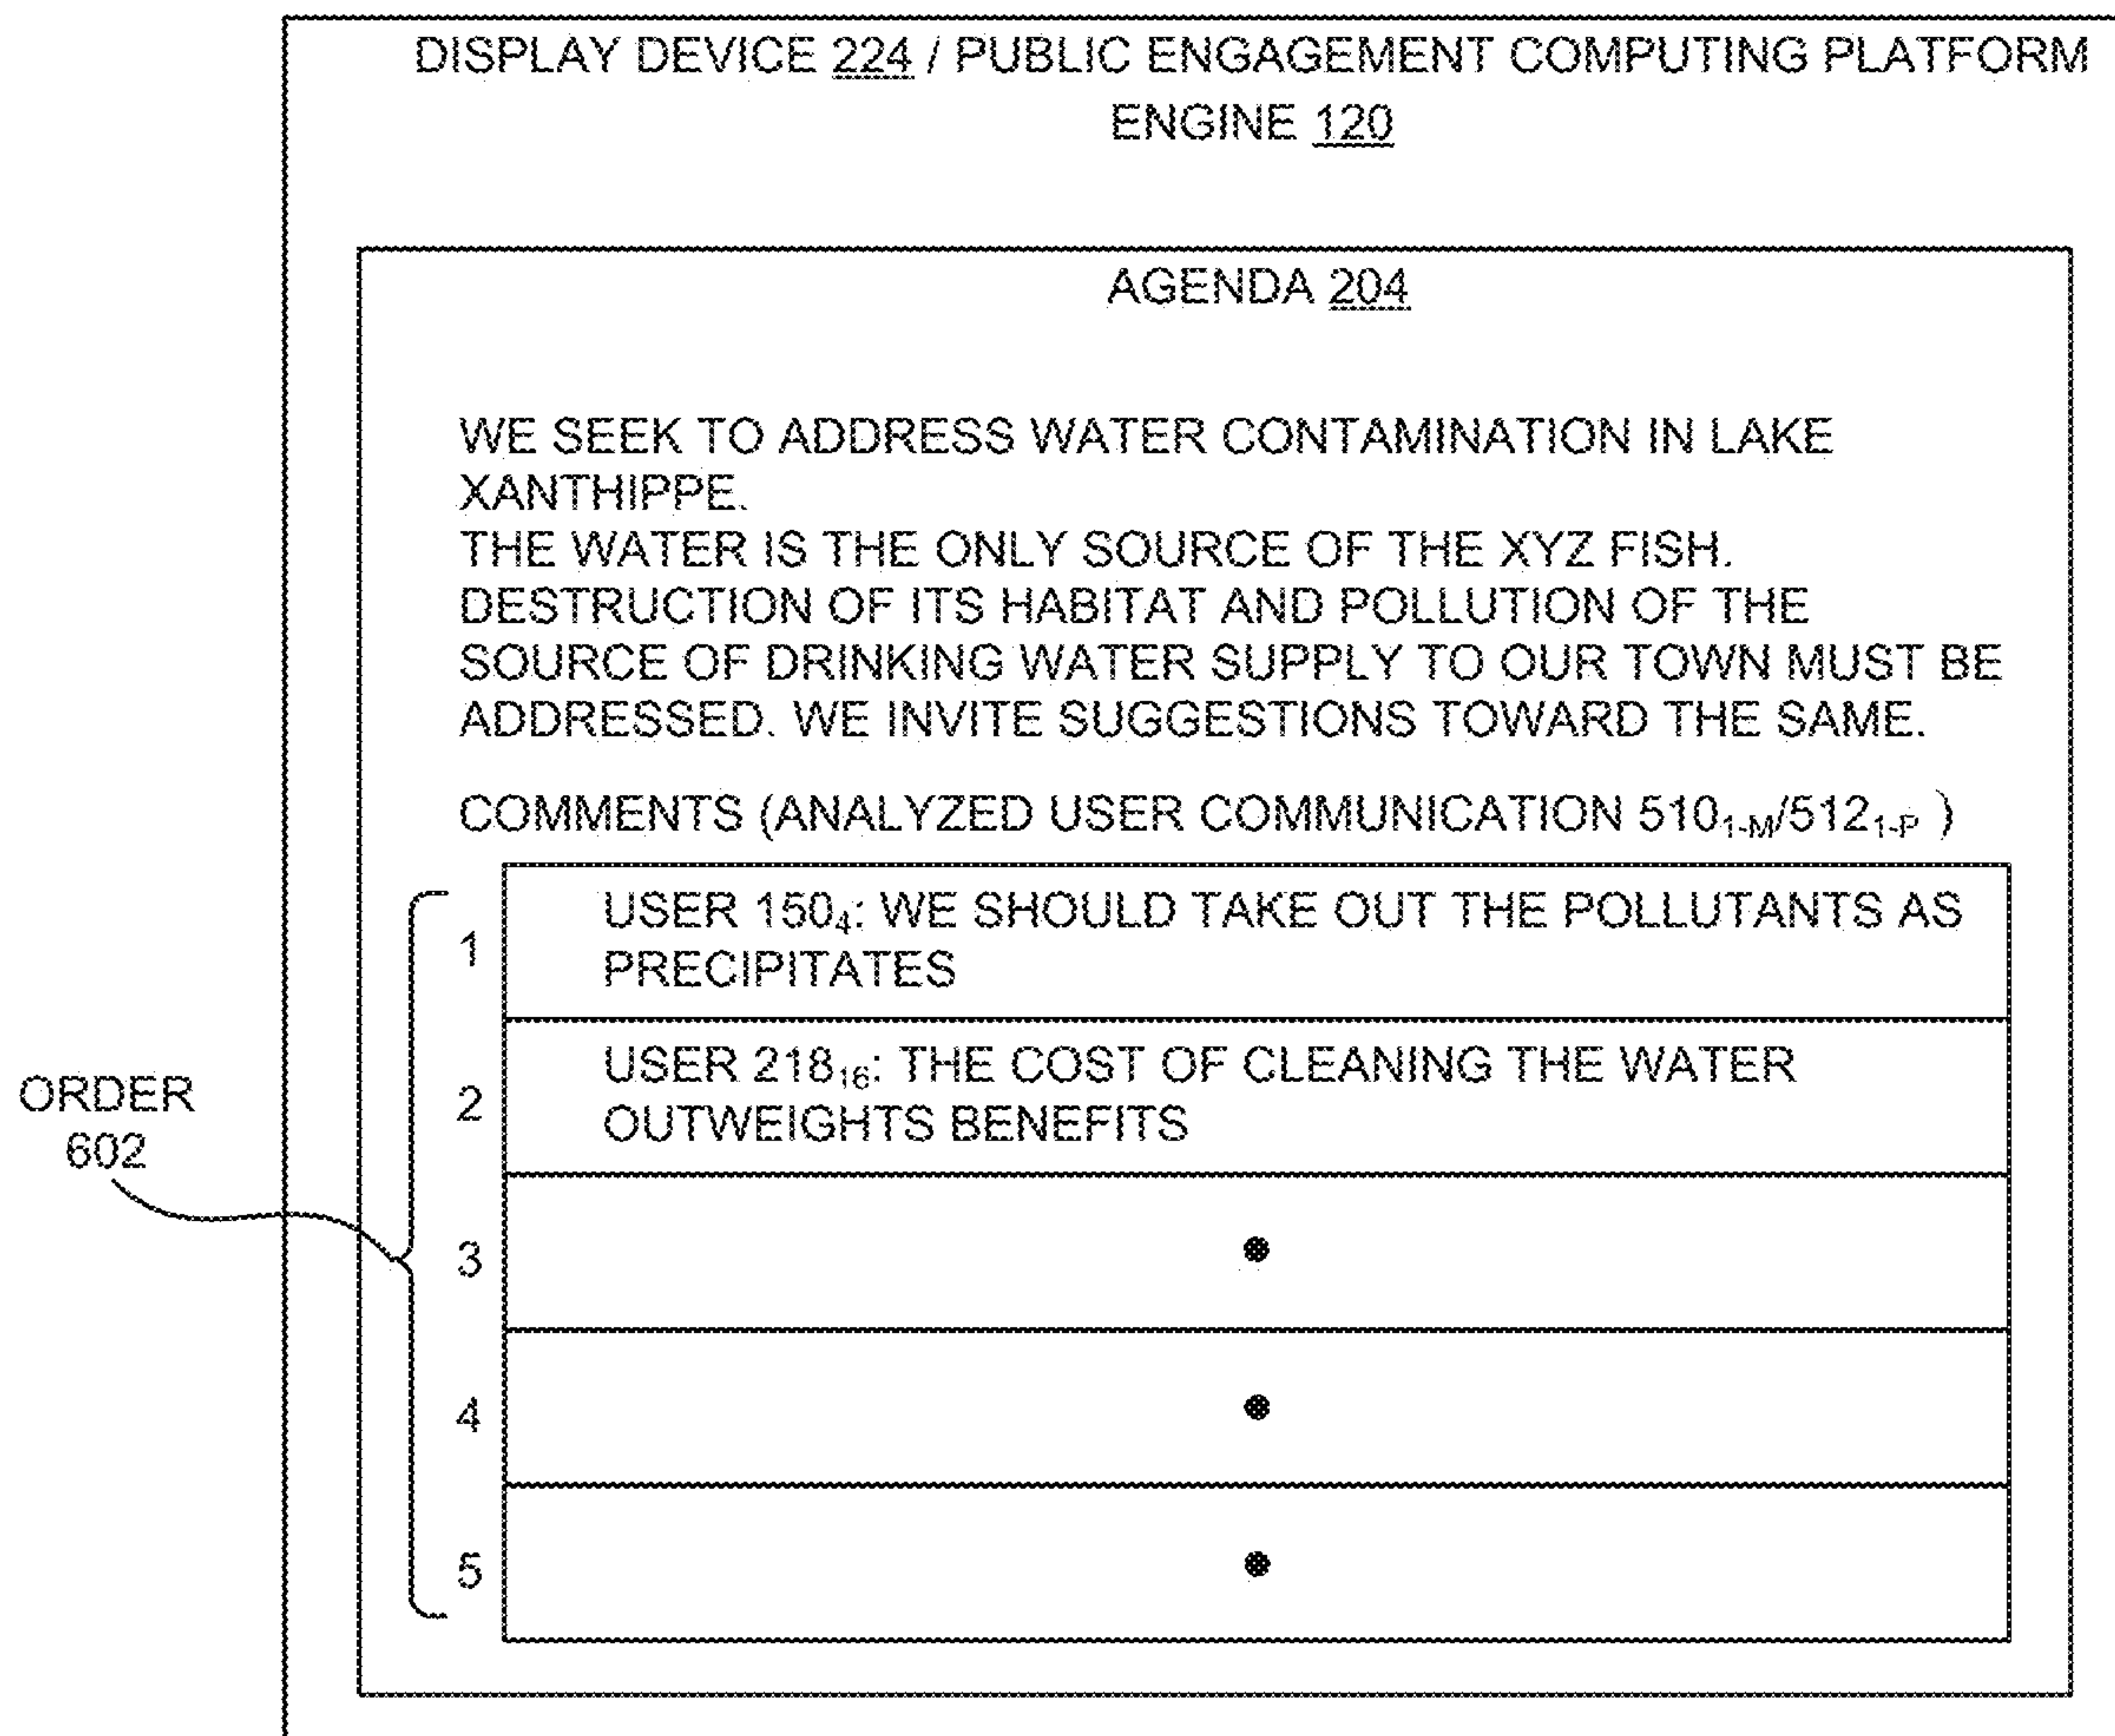 DISPLAY DEVICE 224 / PUBLIC ENGAGEMENT COMPUTING PLATFORM
ENGINE 120
AGENDA 204
WE SEEK TO ADDRESS WATER CONTAMINATION IN LAKE
XANTHIPPE.
THE WATER IS THE ONLY SOURCE OF THE XYZ FISH.
DESTRUCTION OF ITS HABITAT AND POLLUTION OF THE
SOURCE OF DRINKING WATER SUPPLY TO OUR TOWN MUST BE
ADDRESSED. WE INVITE SUGGESTIONS TOWARD THE SAME.
COMMENTS (ANALYZED USER COMMUNICATION 510₁₋M/512₁₋P )
ORDER
602
1
USER 150₄: WE SHOULD TAKE OUT THE POLLUTANTS AS
PRECIPITATES
2
USER 218₁₆: THE COST OF CLEANING THE WATER
OUTWEIGHTS BENEFITS
3
4
5